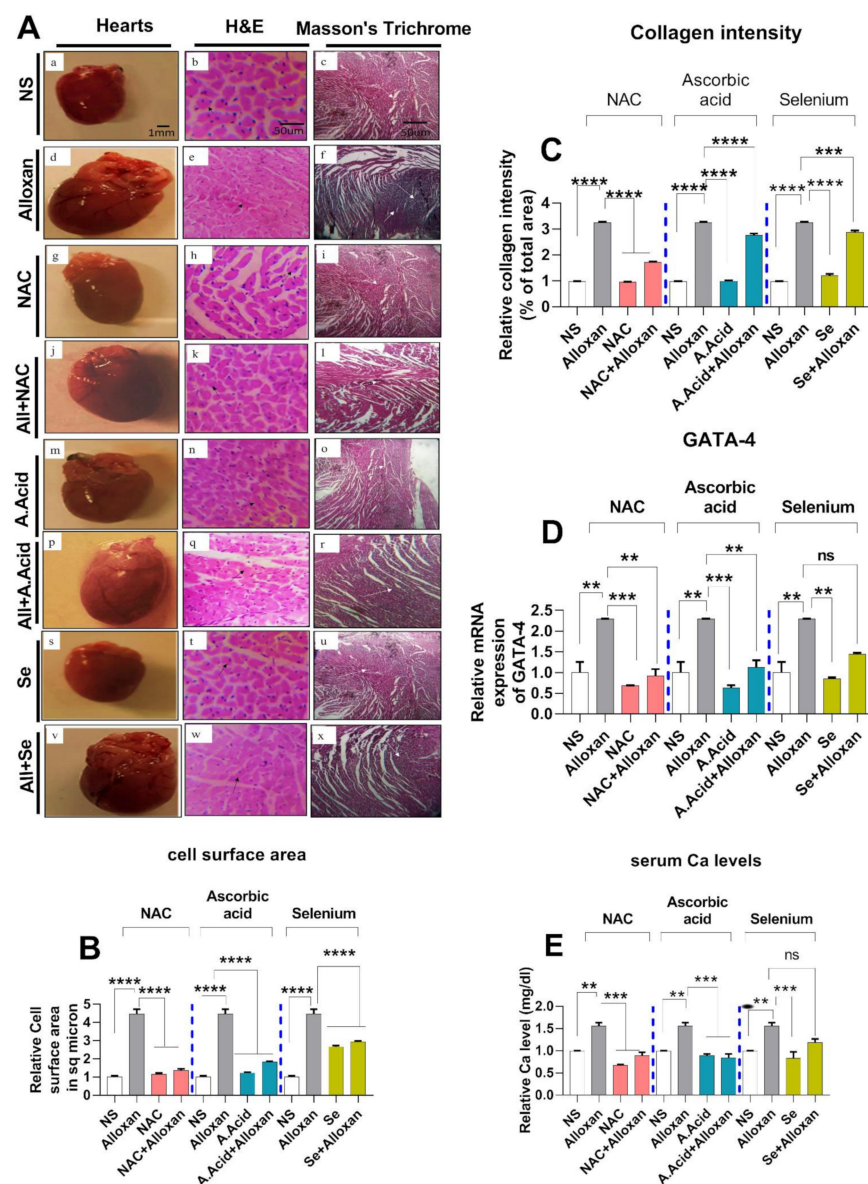 A
Hearts H&E Masson's Trichrome
NS
a b c
1mm 50um 50um
Alloxan
d e f
NAC
g h i
All+NAC
j k l
A.Acid
m n o
All+A.Acid
p q r
Se
s t u
All+Se
v w x
Collagen intensity
NAC Ascorbic acid Selenium
C
**** **** **** **** **** **** **** ***
Relative collagen intensity
(% of total area)
4
3
2
1
0
NS Alloxan NAC NAC+Alloxan NS Alloxan A.Acid A.Acid+Alloxan NS Alloxan Se Se+Alloxan
GATA-4
NAC Ascorbic acid Selenium
D
** *** ** ** *** ** ** ** ns
Relative mRNA
expression
of GATA-4
2.5
2.0
1.5
1.0
0.5
0.0
NS Alloxan NAC NAC+Alloxan NS Alloxan A.Acid A.Acid+Alloxan NS Alloxan Se Se+Alloxan
cell surface area
NAC Ascorbic acid Selenium
B
**** **** **** **** **** ****
Relative Cell
surface area
in sq micron
5
4
3
2
1
0
NS Alloxan NAC NAC+Alloxan NS Alloxan A.Acid A.Acid+Alloxan NS Alloxan Se Se+Alloxan
serum Ca levels
NAC Ascorbic acid Selenium
E
** *** ** *** ** *** ns
Relative Ca level (mg/dl)
2.0
1.5
1.0
0.5
0.0
NS Alloxan NAC NAC+Alloxan NS Alloxan A.Acid A.Acid+Alloxan NS Alloxan Se Se+Alloxan